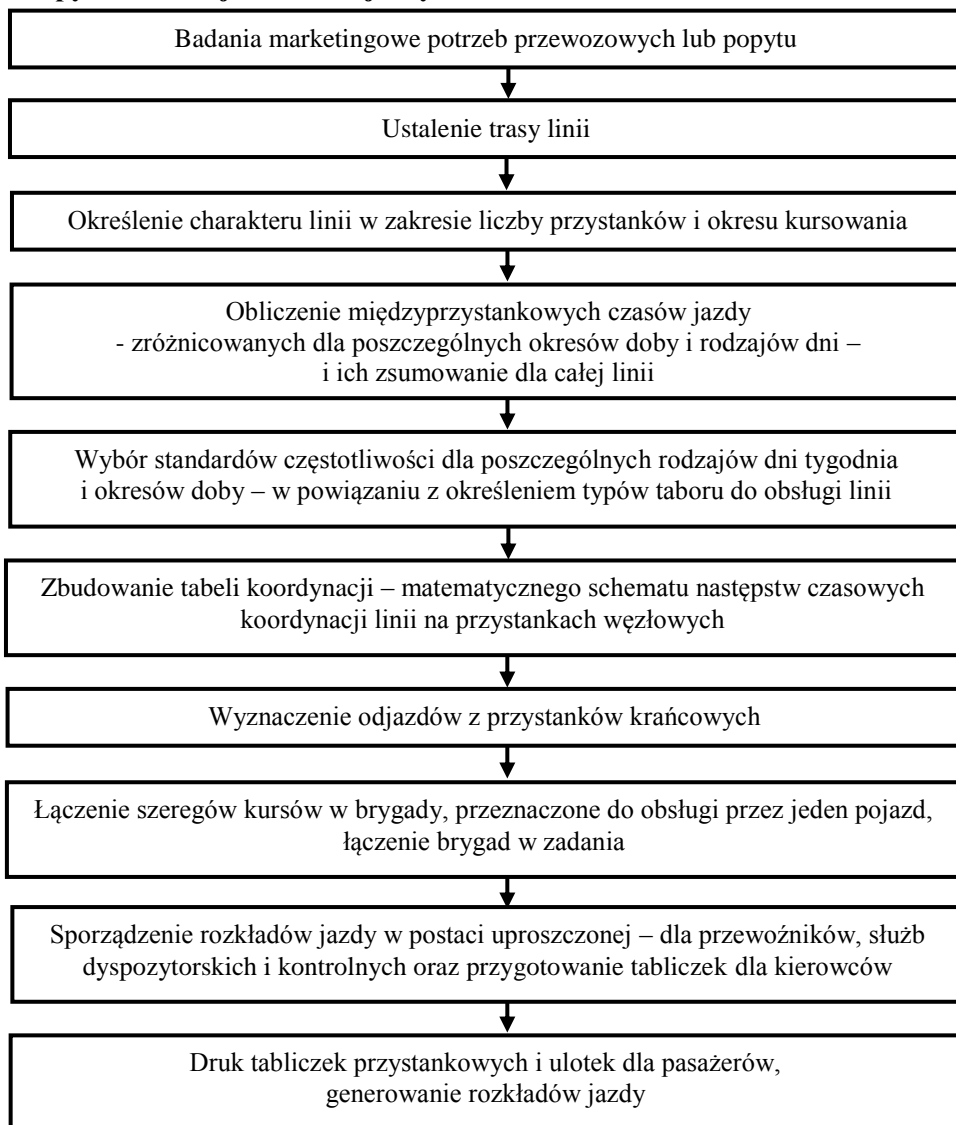 Badania marketingowe potrzeb przewozowych lub popytu
Ustalenie trasy linii
Określenie charakteru linii w zakresie liczby przystanków i okresu kursowania
Obliczenie międzyprzystankowych czasów jazdy
- zróżnicowanych dla poszczególnych okresów doby i rodzajów dni –
i ich zsumowanie dla całej linii
Wybór standardów częstotliwości dla poszczególnych rodzajów dni tygodnia
i okresów doby – w powiązaniu z określeniem typów taboru do obsługi linii
Zbudowanie tabeli koordynacji – matematycznego schematu następstw czasowych
koordynacji linii na przystankach węzłowych
Wyznaczenie odjazdów z przystanków krańcowych
Łączenie szeregów kursów w brygady, przeznaczone do obsługi przez jeden pojazd,
łączenie brygad w zadania
Sporządzenie rozkładów jazdy w postaci uproszczonej – dla przewoźników, służb
dyspozytorskich i kontrolnych oraz przygotowanie tabliczek dla kierowców
Druk tabliczek przystankowych i ulotek dla pasażerów,
generowanie rozkładów jazdy